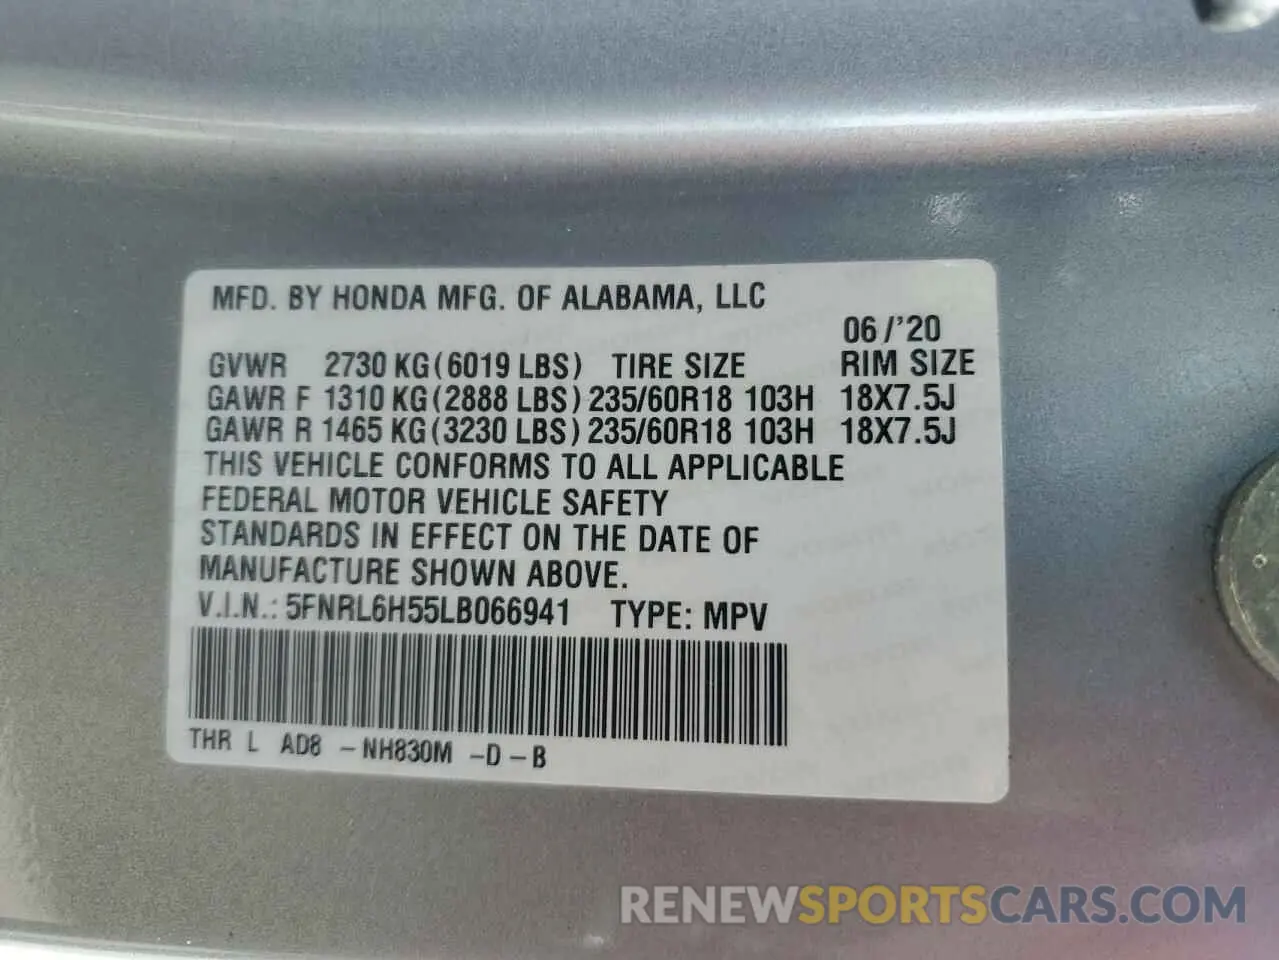 MFD. BY HONDA MFG. OF ALABAMA, LLC
06/'20
GVWR 2730 KG(6019 LBS) TIRE SIZE RIM SIZE
GAWR F 1310 KG(2888 LBS) 235/60R18 103H 18X7.5J
GAWR R 1465 KG(3230 LBS) 235/60R18 103H 18X7.5J
THIS VEHICLE CONFORMS TO ALL APPLICABLE
FEDERAL MOTOR VEHICLE SAFETY
STANDARDS IN EFFECT ON THE DATE OF
MANUFACTURE SHOWN ABOVE.
V.I.N.: 5FNRL6H55LB066941 TYPE: MPV
THR L AD8 -NH830M -D-B
RENEWSPORTSCARS.COM